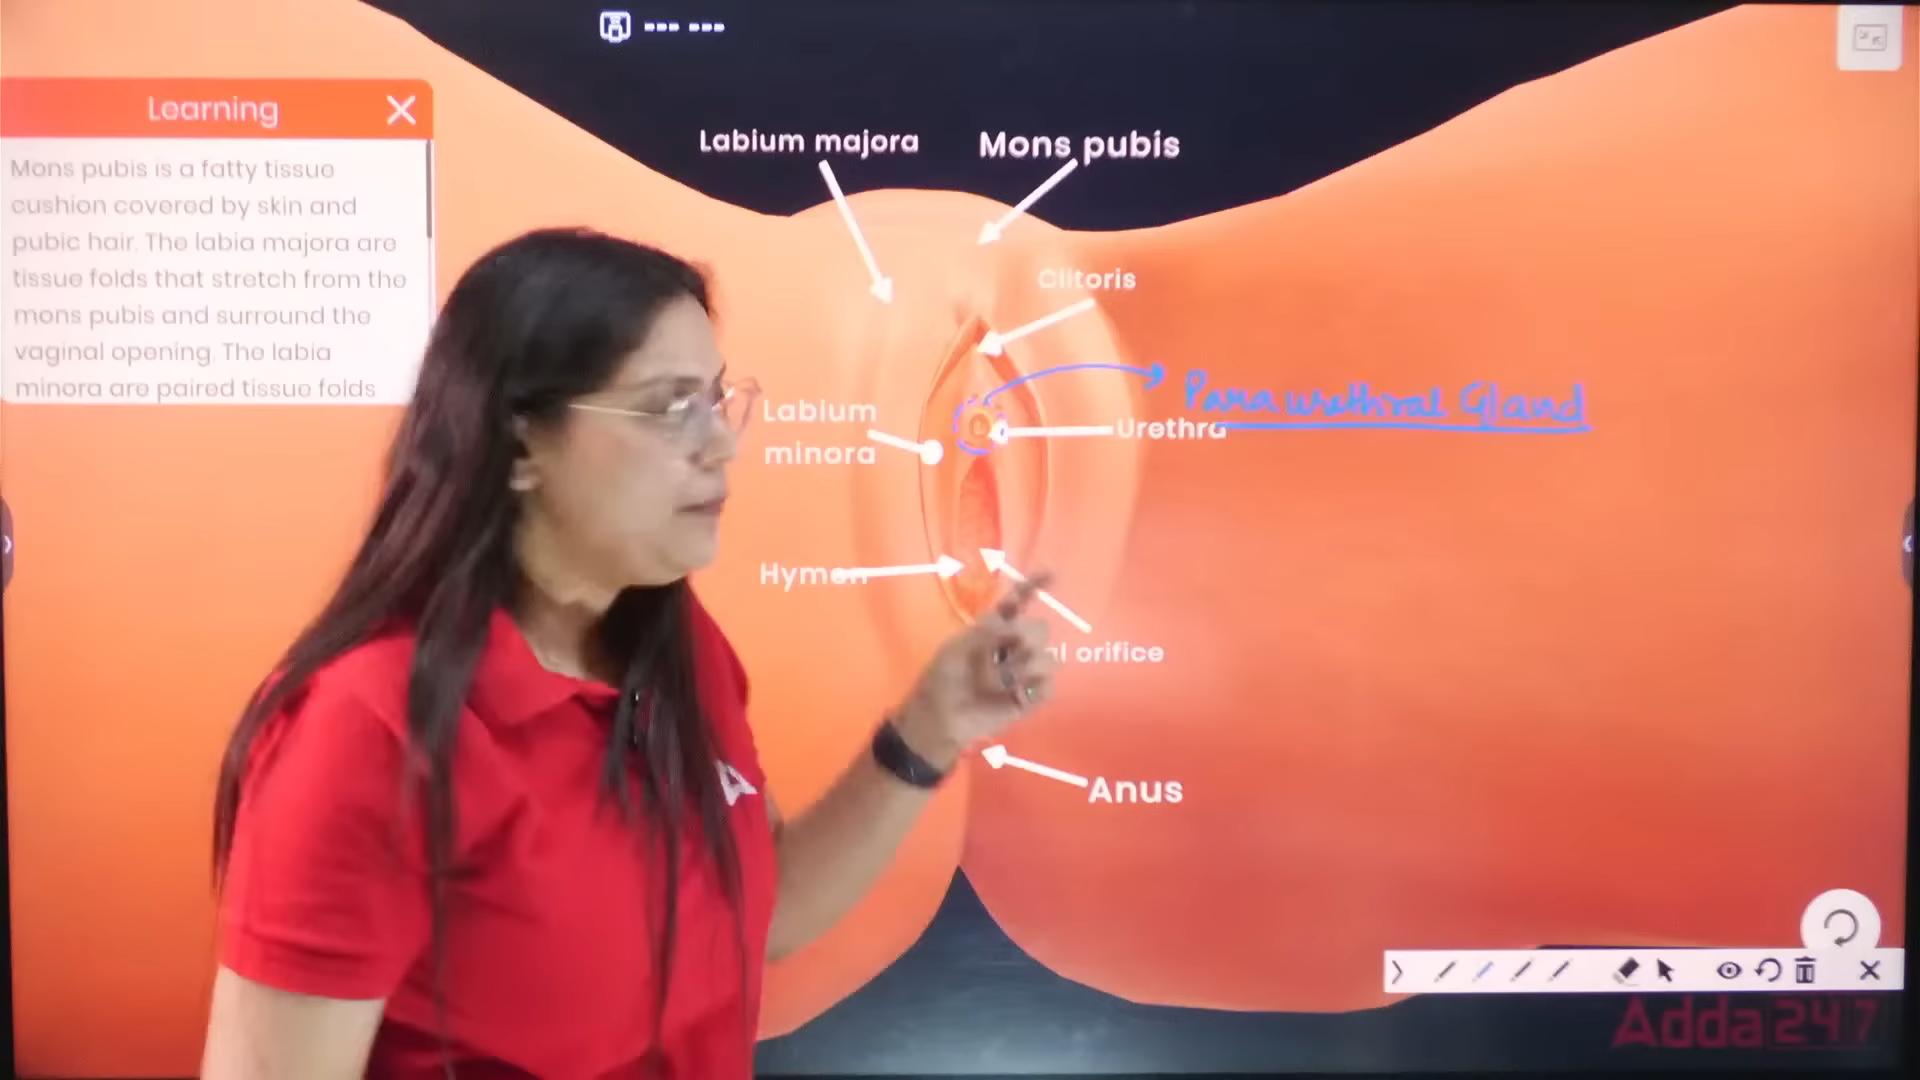 Learning
Mons pubis is a fatty tissue
cushion covered by skin and
pubic hair. The labia majora are
tissue folds that stretch from the
mons pubis and surround the
vaginal opening. The labia
minora are paired tissue folds
Labium majora
Mons pubis
Clitoris
Para urethral Gland
Labium
minora
Urethra
Hymen
al orifice
Anus
Adda247